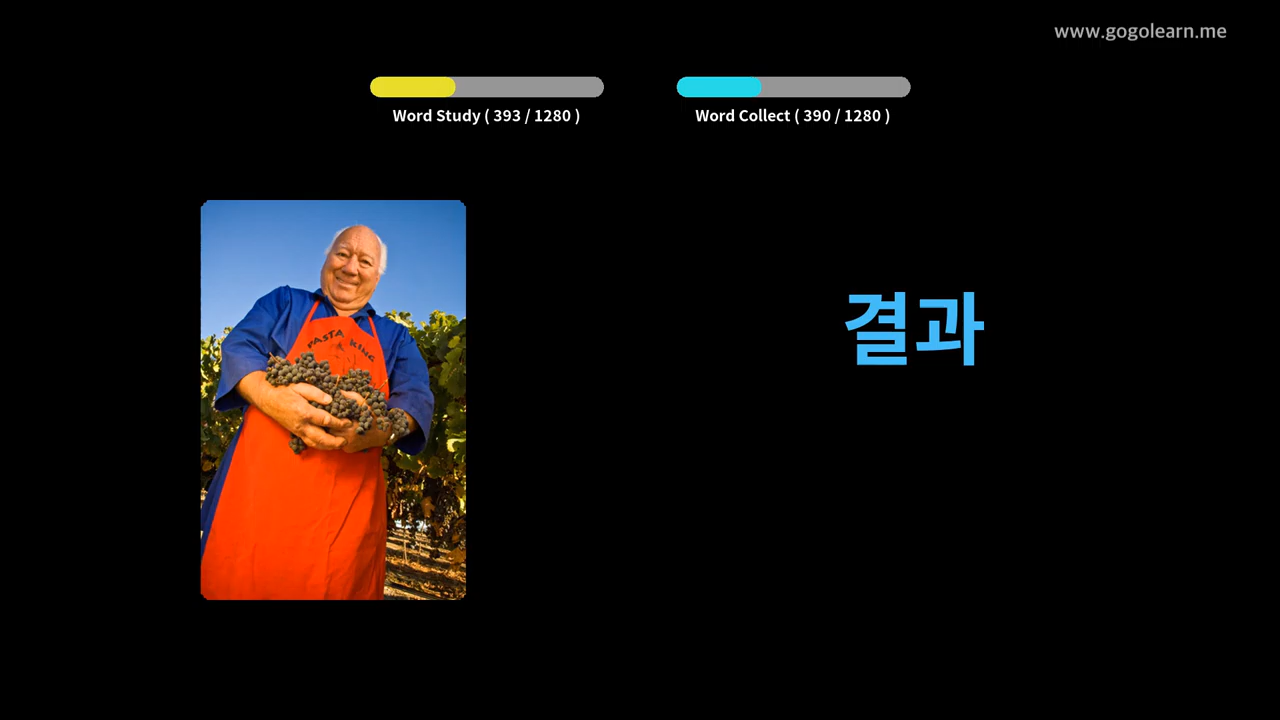 www.gogolearn.me
Word Study ( 393 / 1280 )
Word Collect ( 390 / 1280 )
PASTA KING
결과